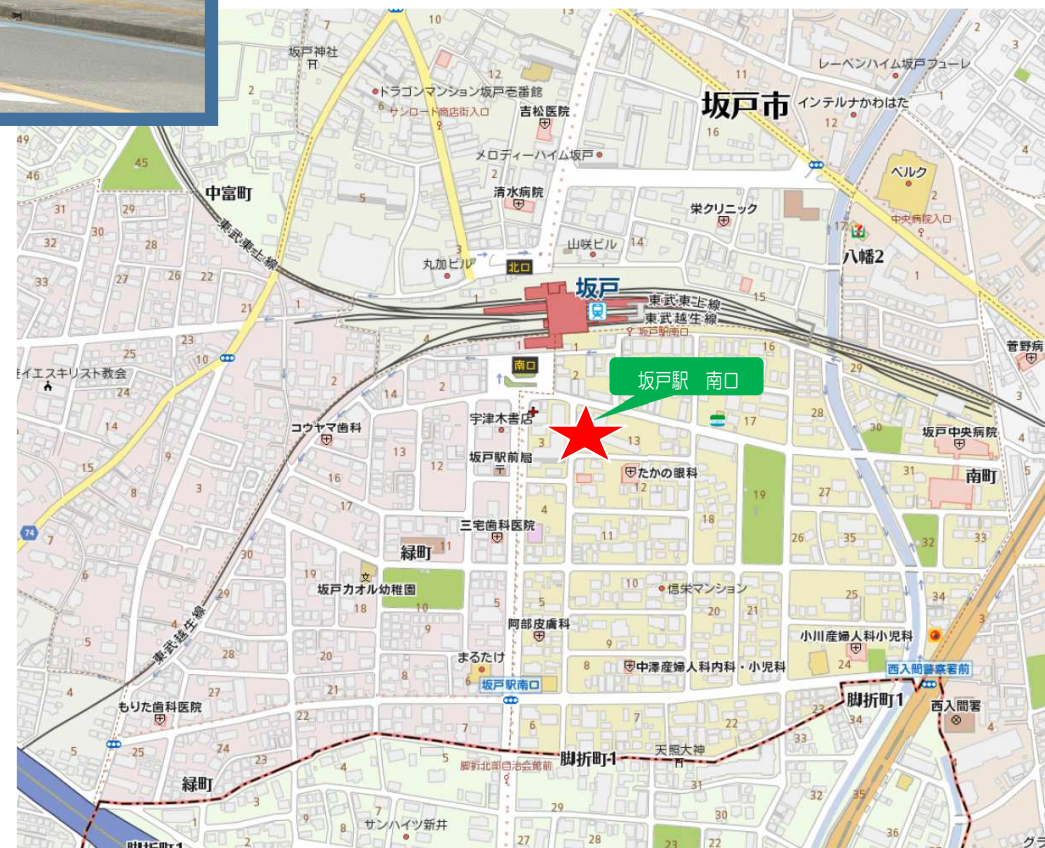 坂戸神社
ドラゴンマンション坂戸壱番館
サンロード商店街入口
吉松医院
メロディーハイム坂戸
清水病院
坂戸市
レーベンハイム坂戸フューレ
インテルナかわはた
ベルク
中央病院入口
栄クリニック
八幡2
中富町
東武東上線
丸加ビル
山咲ビル
北口
坂戸
東武東上線
東武越生線
坂戸駅南口
南口
坂戸駅 南口
菅野病
イエスキリスト教会
コウヤマ歯科
宇津木書店
坂戸駅前局
たかの眼科
坂戸中央病院
南町
三宅歯科医院
緑町
坂戸カオル幼稚園
信栄マンション
阿部皮膚科
小川産婦人科小児科
東武越生線
まるたけ
中澤産婦人科内科・小児科
西入間警察署前
坂戸駅南口
もりた歯科医院
脚折町1
西入間署
天照大神
脚折町1
脚折北部自治会館前
緑町
サンハイツ新井
脚折町1
グラ
74